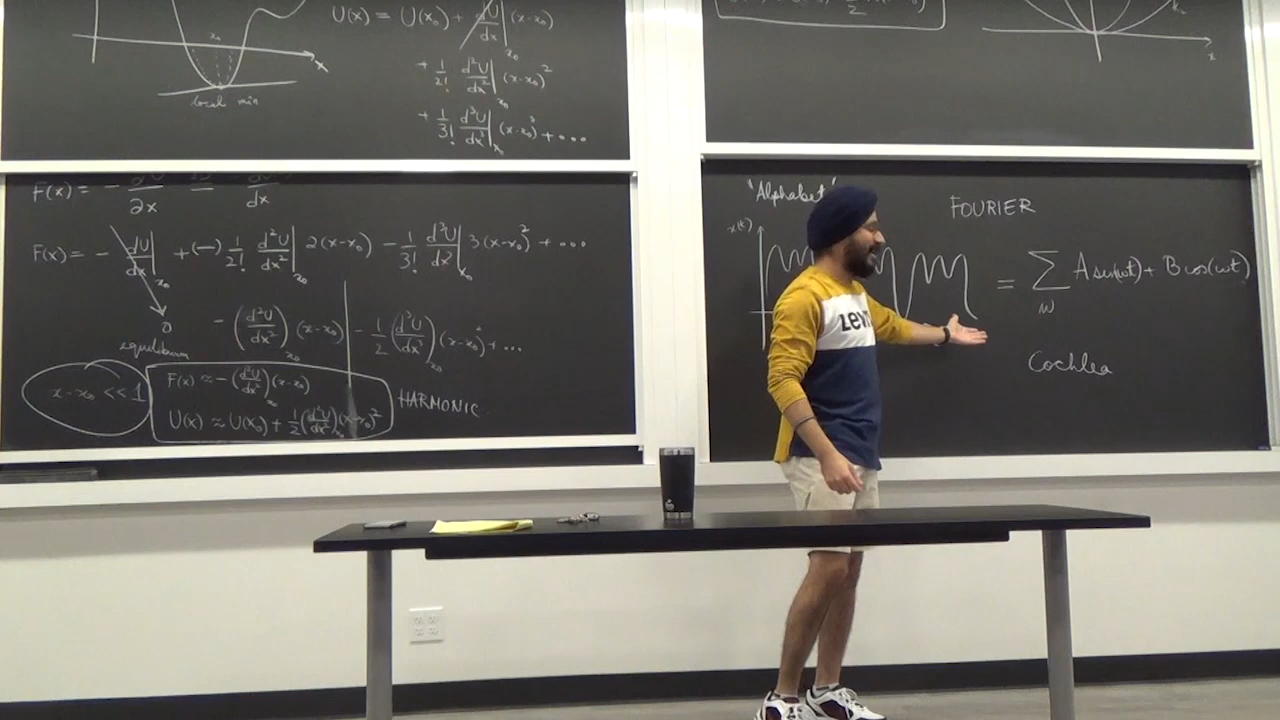 U(x) = U(x₀) + dU/dx|x₀ (x-x₀)
+ 1/2! d²U/dx²|x₀ (x-x₀)²
+ 1/3! d³U/dx³|x₀ (x-x₀)³ + ...
x₀
x
local min
F(x) = - ∂U/∂x = - dU/dx
F(x) = - dU/dx|x₀ + (-) 1/2! d²U/dx²|x₀ 2(x-x₀) - 1/3! d³U/dx³|x₀ 3(x-x₀)² + ...
0
equilibrium
- (d²U/dx²)x₀ (x-x₀) - 1/2 (d³U/dx³)x₀ (x-x₀)² + ...
x-x₀ << 1
F(x) ≈ - (d²U/dx²)x₀ (x-x₀)
U(x) ≈ U(x₀) + 1/2 (d²U/dx²)x₀ (x-x₀)²
HARMONIC
x
"Alphabet"
FOURIER
x(t)
= Σ A sin(ωt) + B cos(ωt)
ω
Cochlea
LEVI